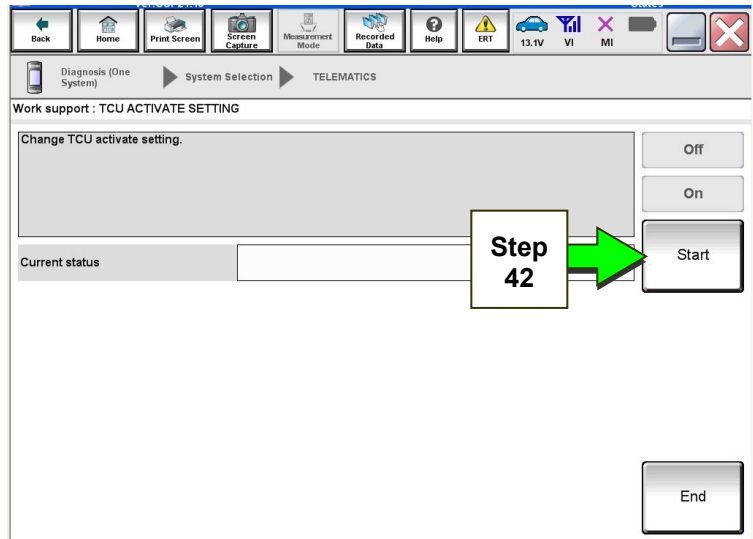 Back
Home
Print Screen
Screen
Capture
Measurement
Mode
Recorded
Data
Help
ERT
13.1V
VI
MI
Diagnosis (One
System)
System Selection
TELEMATICS
Work support : TCU ACTIVATE SETTING
Change TCU activate setting.
Off
On
Step
42
Start
Current status
End